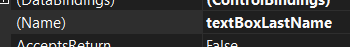 (DataBindings) (ControlBindings)
(Name) textBoxLastName
AcceptsReturn False